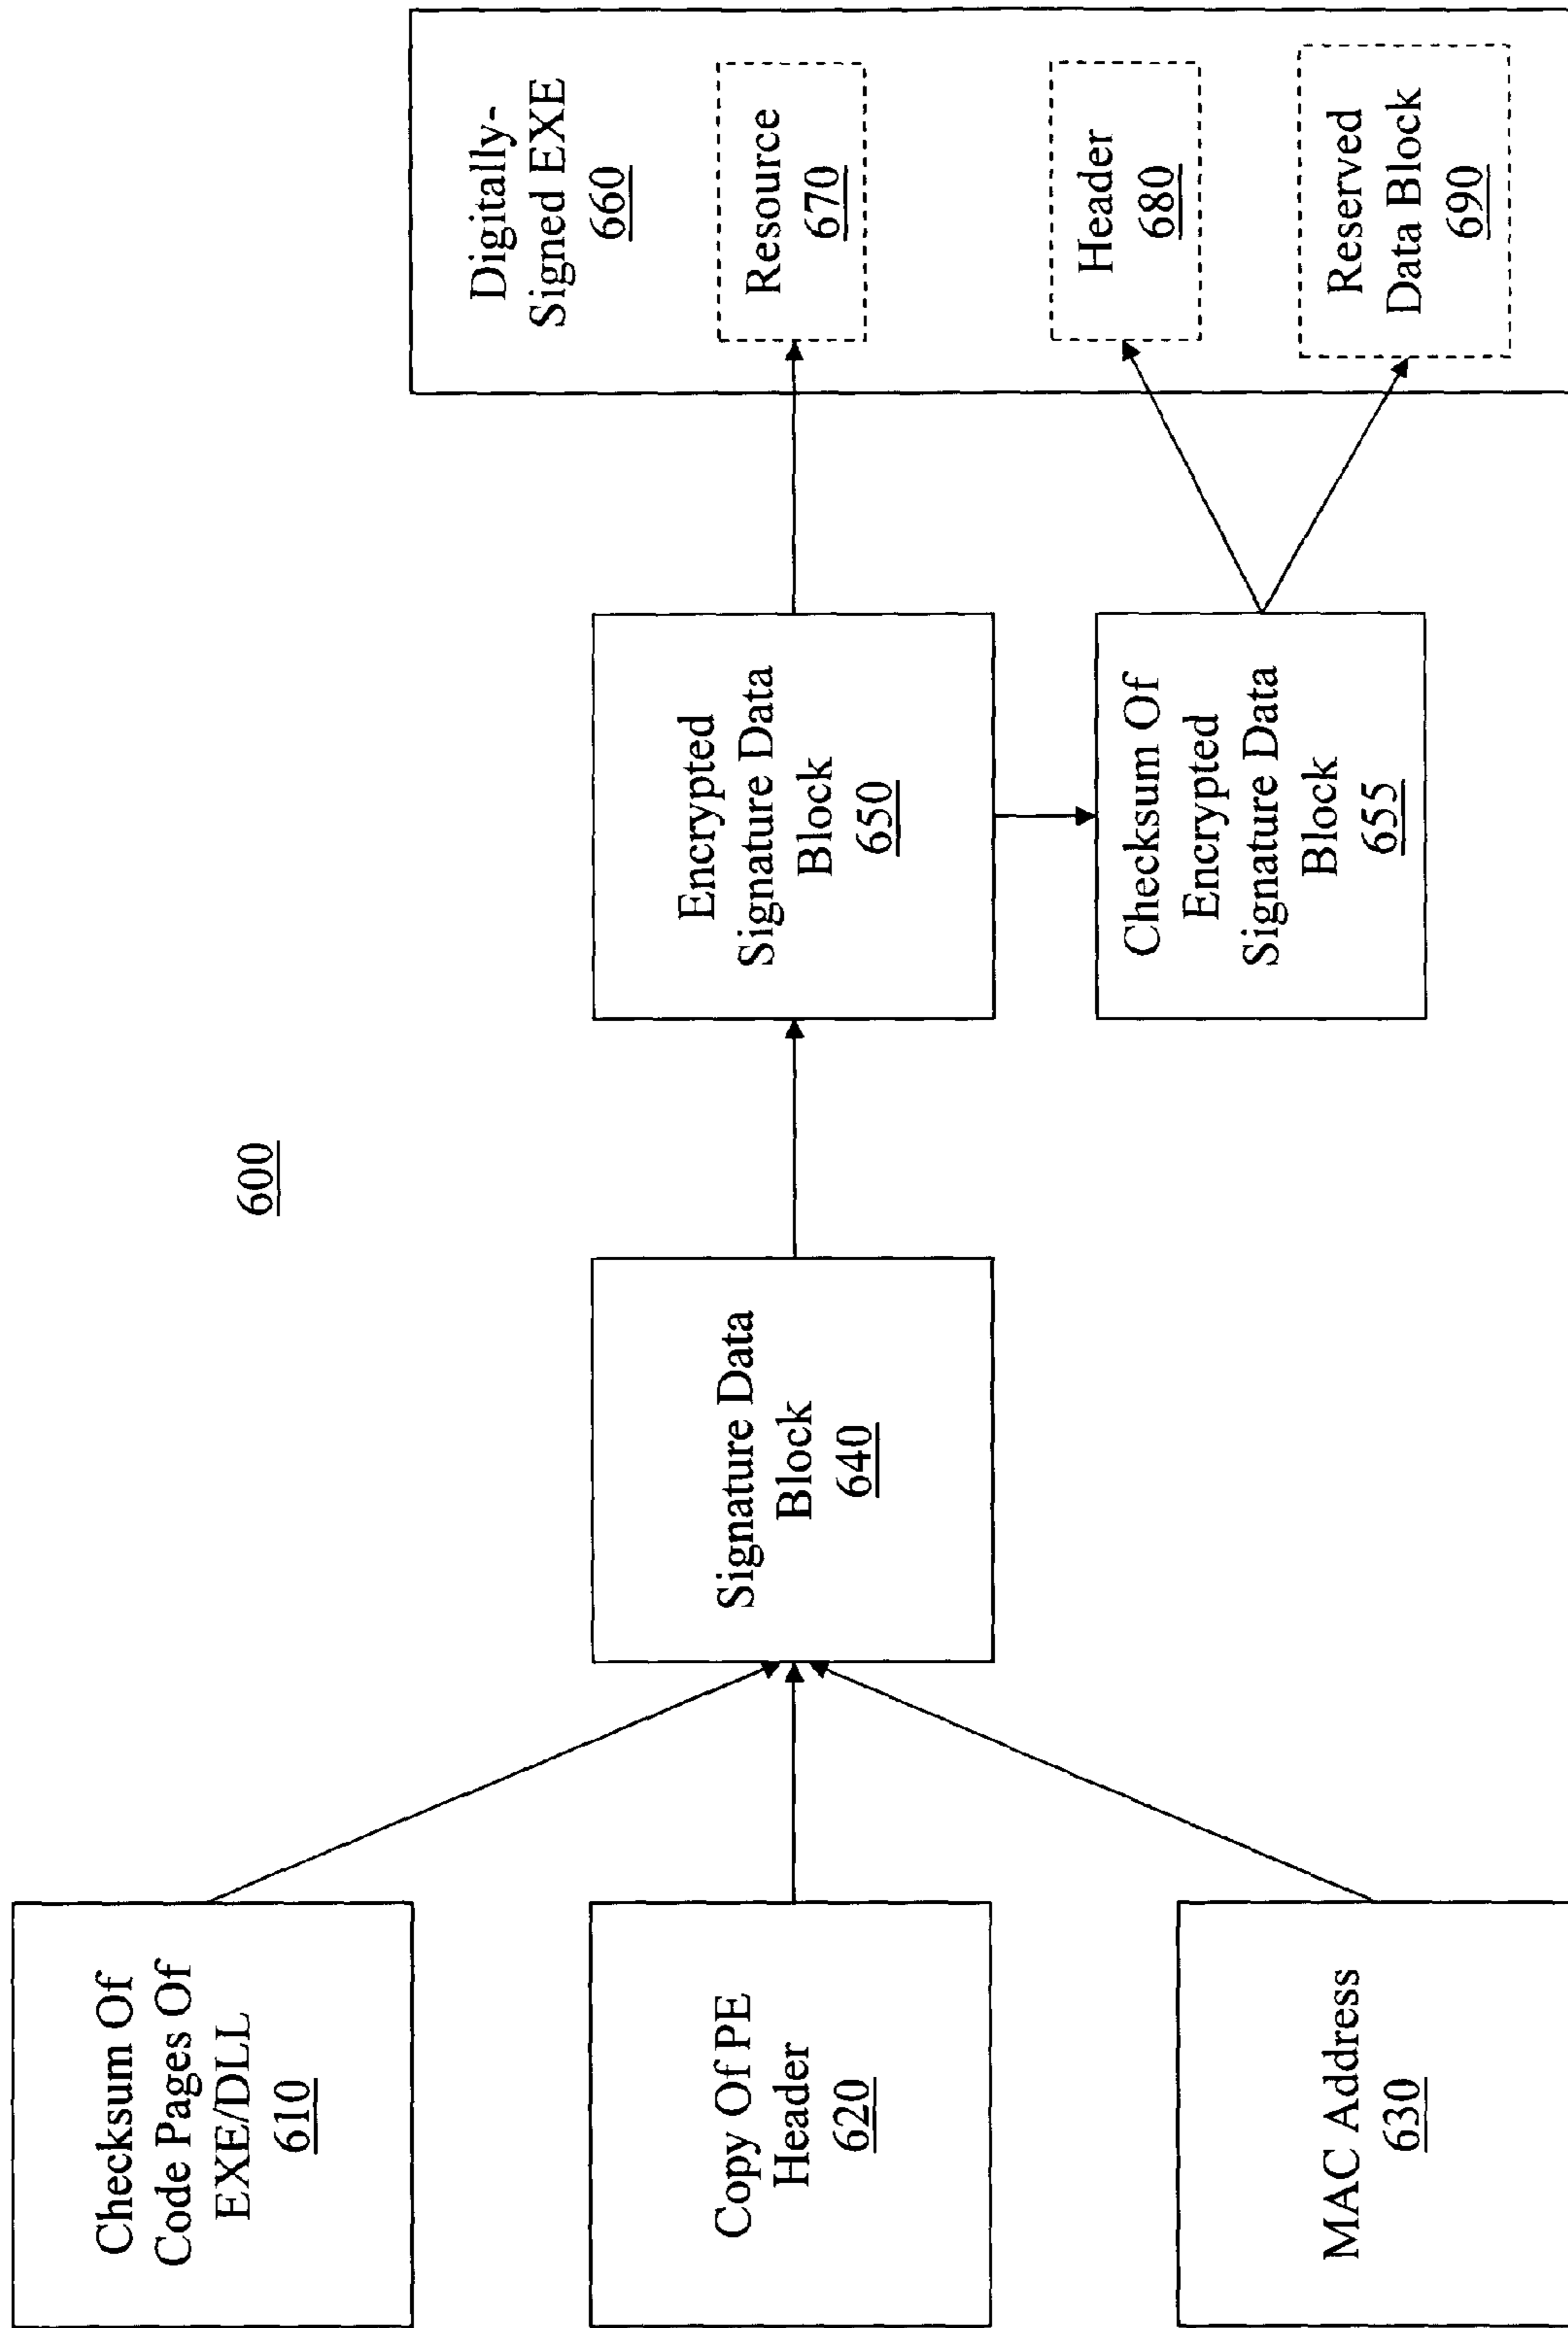 600
Checksum Of
Code Pages Of
EXE/DLL
610
Copy Of PE
Header
620
MAC Address
630
Signature Data
Block
640
Encrypted
Signature Data
Block
650
Checksum Of
Encrypted
Signature Data
Block
655
Digitally-
Signed EXE
660
Resource
670
Header
680
Reserved
Data Block
690